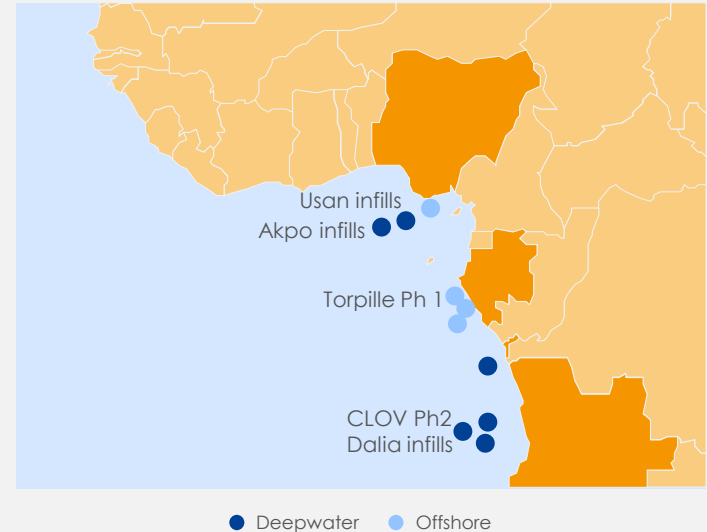 Usan infills
Akpo infills
Torpille Ph 1
CLOV Ph2
Dalia infills
Deepwater
Offshore